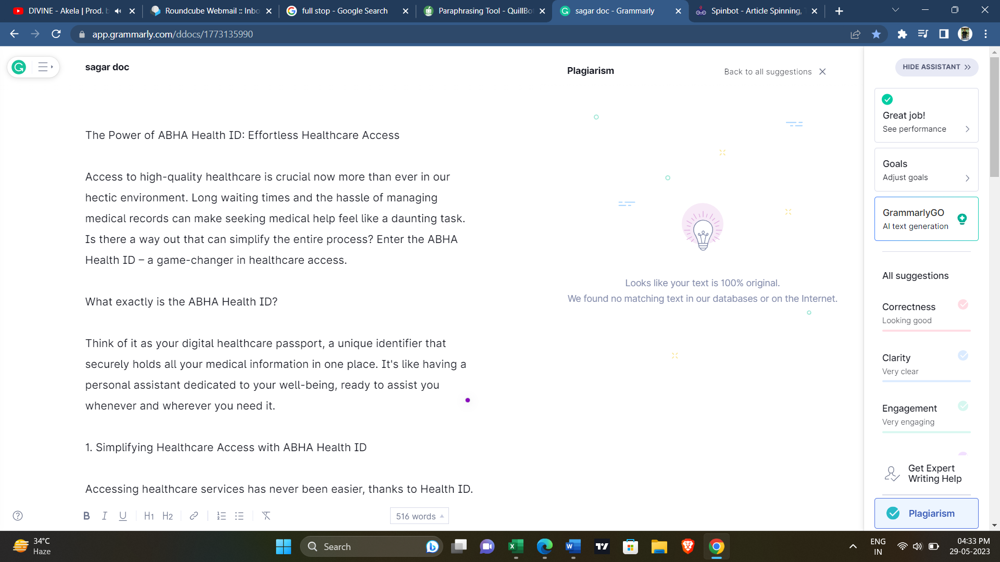 DIVINE - Akela | Prod. b
Roundcube Webmail :: Inbo
full stop - Google Search
Paraphrasing Tool - QuillBot
sagar doc - Grammarly
Spinbot - Article Spinning,
app.grammarly.com/ddocs/1773135990
sagar doc
Plagiarism
Back to all suggestions
HIDE ASSISTANT
Great job!
See performance
Goals
Adjust goals
GrammarlyGO
AI text generation
All suggestions
Correctness
Looking good
Clarity
Very clear
Engagement
Very engaging
Get Expert
Writing Help
Plagiarism
The Power of ABHA Health ID: Effortless Healthcare Access
Access to high-quality healthcare is crucial now more than ever in our
hectic environment. Long waiting times and the hassle of managing
medical records can make seeking medical help feel like a daunting task.
Is there a way out that can simplify the entire process? Enter the ABHA
Health ID – a game-changer in healthcare access.
What exactly is the ABHA Health ID?
Think of it as your digital healthcare passport, a unique identifier that
securely holds all your medical information in one place. It's like having a
personal assistant dedicated to your well-being, ready to assist you
whenever and wherever you need it.
1. Simplifying Healthcare Access with ABHA Health ID
Accessing healthcare services has never been easier, thanks to Health ID.
Looks like your text is 100% original.
We found no matching text in our databases or on the Internet.
B I U H1 H2
516 words
34°C
Haze
Search
ENG
IN
04:33 PM
29-05-2023